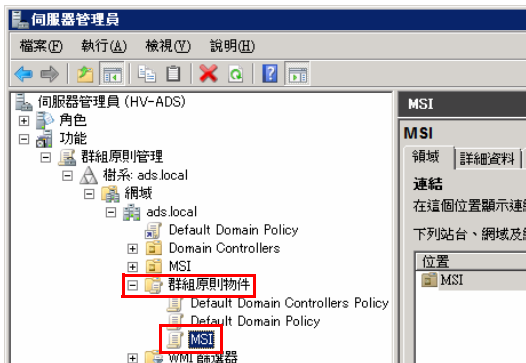 伺服器管理員
檔案(F) 執行(A) 檢視(V) 說明(H)
伺服器管理員 (HV-ADS)
角色
功能
群組原則管理
樹系: ads.local
網域
ads.local
Default Domain Policy
Domain Controllers
MSI
群組原則物件
Default Domain Controllers Policy
Default Domain Policy
MSI
WMI 篩選器
MSI
MSI
領域 詳細資料
連結
在這個位置顯示連
下列站台、網域及
位置
MSI